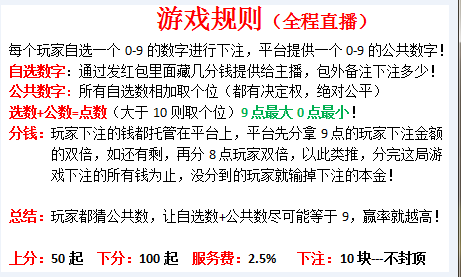 游戏规则（全程直播）
每个玩家自选一个 0-9 的数字进行下注，平台提供一个 0-9 的公共数字！
自选数字：通过发红包里面藏几分钱提供给主播，包外备注下注多少！
公共数字：所有自选数字相加取个位（都有决定权，绝对公平）
选数+公数=点数（大于 10 则取个位）9 点最大 0 点最小！
分钱：玩家下注的钱都托管在平台上，平台先分拿 9 点的玩家下注金额
的双倍，如还有剩，再分 8 点玩家双倍，以此类推，分完这局游
戏下注的所有钱为止，没分到的玩家就输掉下注的本金！
总结：玩家都猜公共数，让自选数+公共数尽可能等于 9，赢率就越高！
上分：50 起 下分：100 起 服务费：2.5% 下注：10 块---不封顶